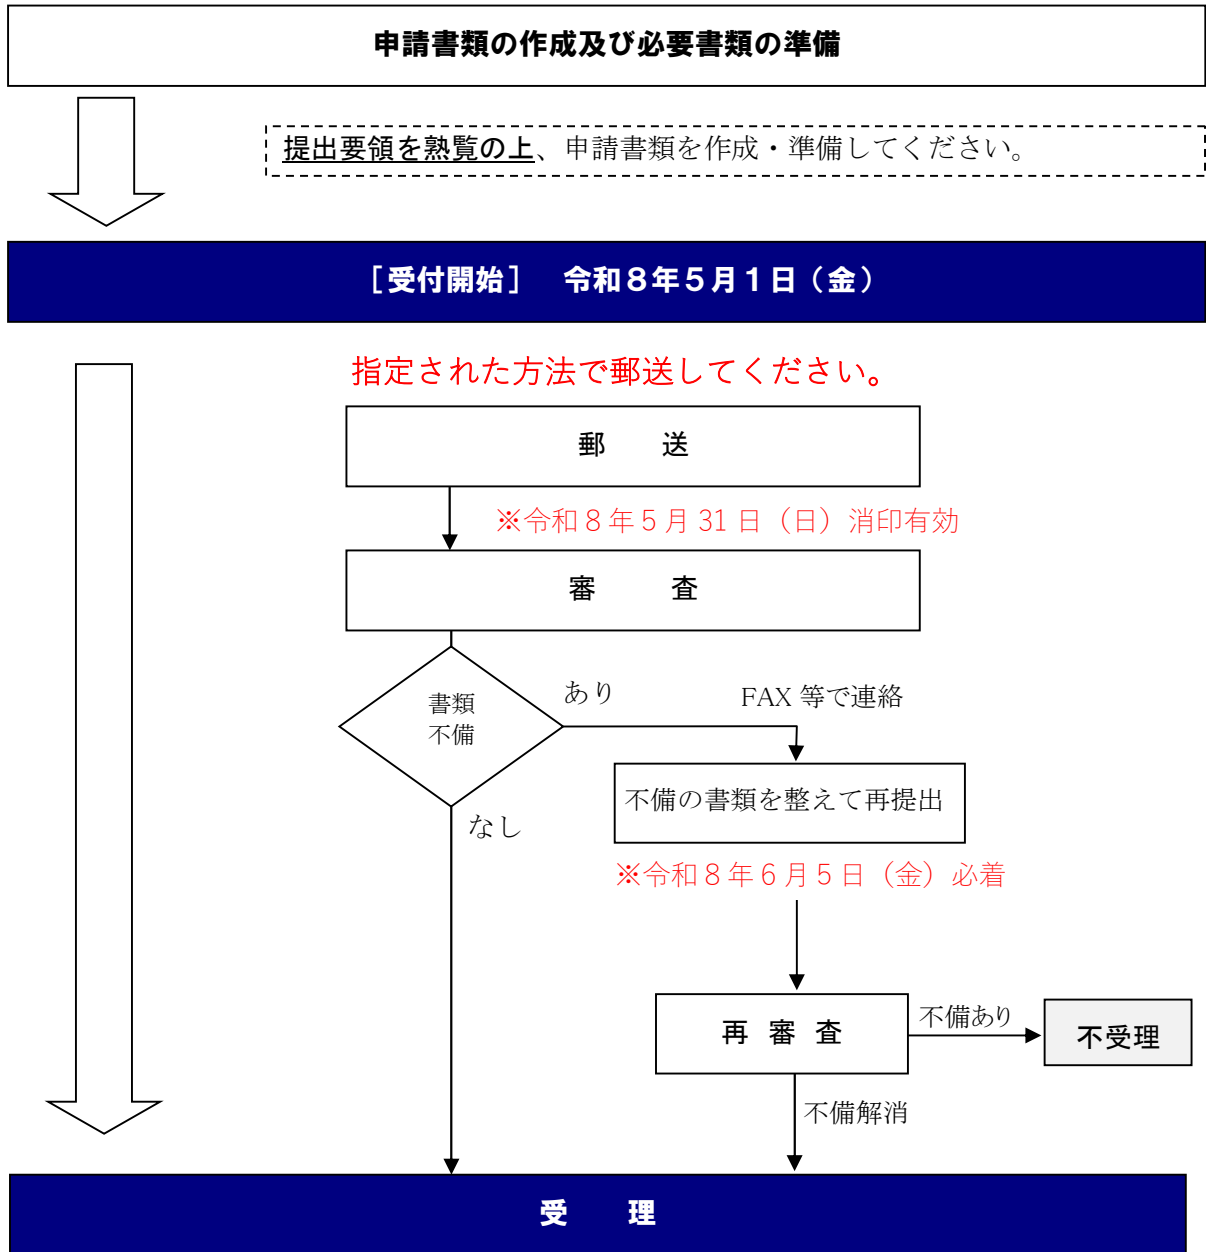 申請書類の作成及び必要書類の準備
提出要領を熟覧の上、申請書類を作成・準備してください。
［受付開始］　令和８年５月１日（金）
指定された方法で郵送してください。
郵　　送
※令和８年５月 31 日（日）消印有効
審　　　査
書類
不備
あり
FAX 等で連絡
不備の書類を整えて再提出
なし
※令和８年６月５日（金）必着
再　審　査
不備あり
不受理
不備解消
受　　理